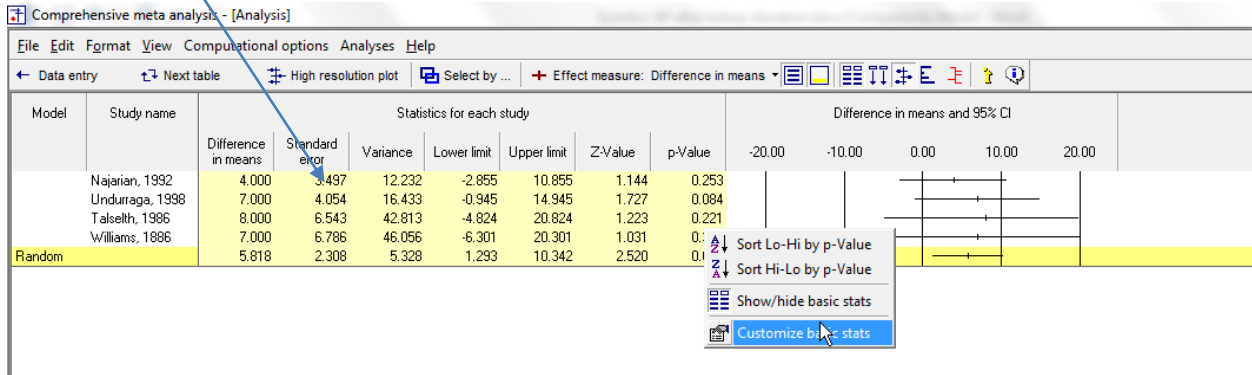 Comprehensive meta analysis - [Analysis]
File Edit Format View Computational options Analyses Help
Data entry Next table High resolution plot Select by ... Effect measure: Difference in means
Model Study name Statistics for each study Difference in means and 95% CI
Difference in means Standard error Variance Lower limit Upper limit Z-Value p-Value -20.00 -10.00 0.00 10.00 20.00
Najarian, 1992 4.000 3.497 12.232 -2.855 10.855 1.144 0.253
Undurraga, 1998 7.000 4.054 16.433 -0.945 14.945 1.727 0.084
Talselth, 1986 8.000 6.543 42.813 -4.824 20.824 1.223 0.221
Williams, 1886 7.000 6.786 46.056 -6.301 20.301 1.031
Random 5.818 2.308 5.328 1.293 10.342 2.520
Sort Lo-Hi by p-Value
Sort Hi-Lo by p-Value
Show/hide basic stats
Customize basic stats